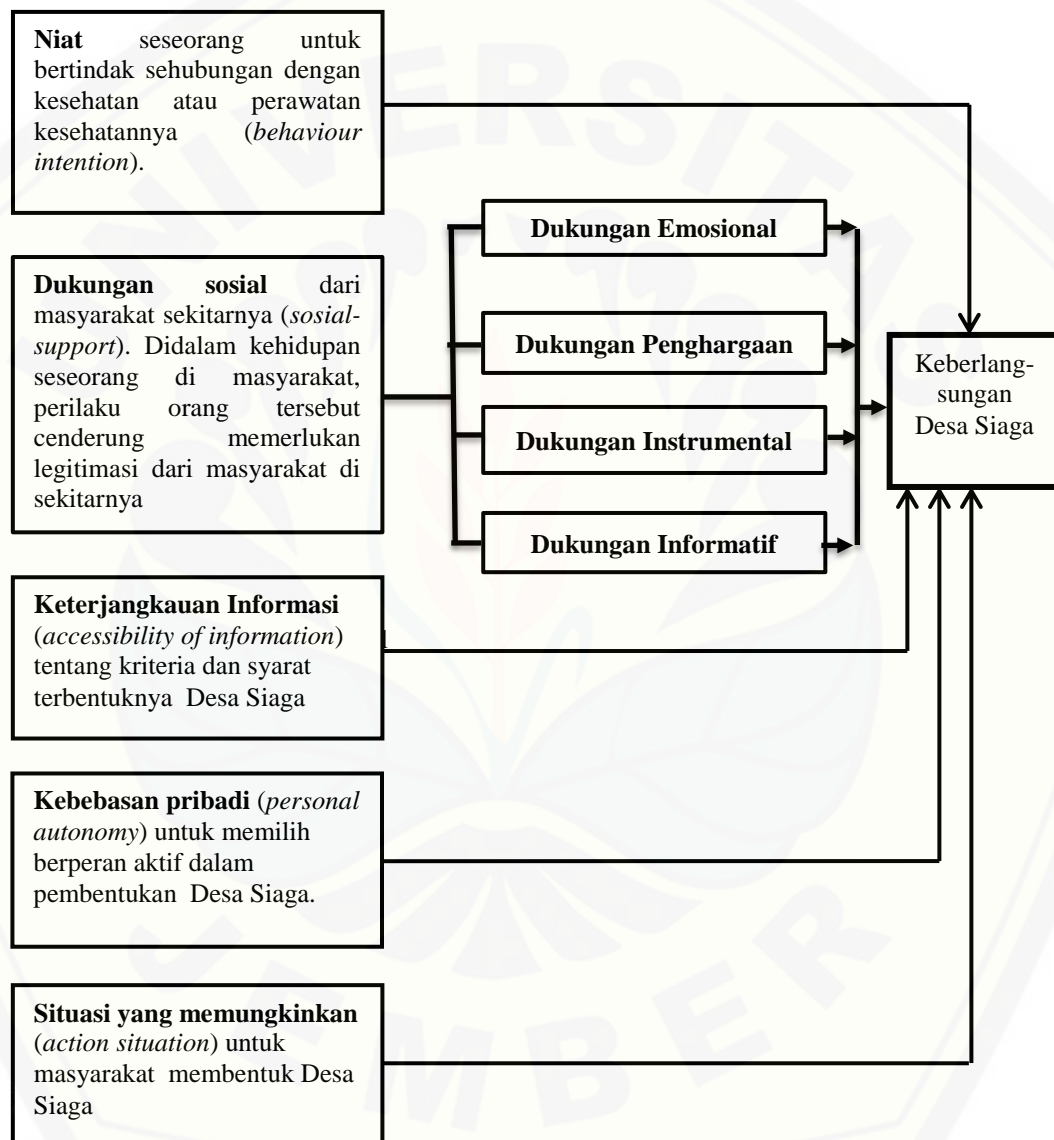 Niat seseorang untuk
bertindak sehubungan dengan
kesehatan atau perawatan
kesehatannya (behaviour
intention).
Dukungan sosial dari
masyarakat sekitarnya (sosial-
support). Didalam kehidupan
seseorang di masyarakat,
perilaku orang tersebut
cenderung memerlukan
legitimasi dari masyarakat di
sekitarnya
Dukungan Emosional
Dukungan Penghargaan
Dukungan Instrumental
Dukungan Informatif
Keberlang-
sungan
Desa Siaga
Keterjangkauan Informasi
(accessibility of information)
tentang kriteria dan syarat
terbentuknya Desa Siaga
Kebebasan pribadi (personal
autonomy) untuk memilih
berperan aktif dalam
pembentukan Desa Siaga.
Situasi yang memungkinkan
(action situation) untuk
masyarakat membentuk Desa
Siaga
UNIVERSITAS
JEMBER